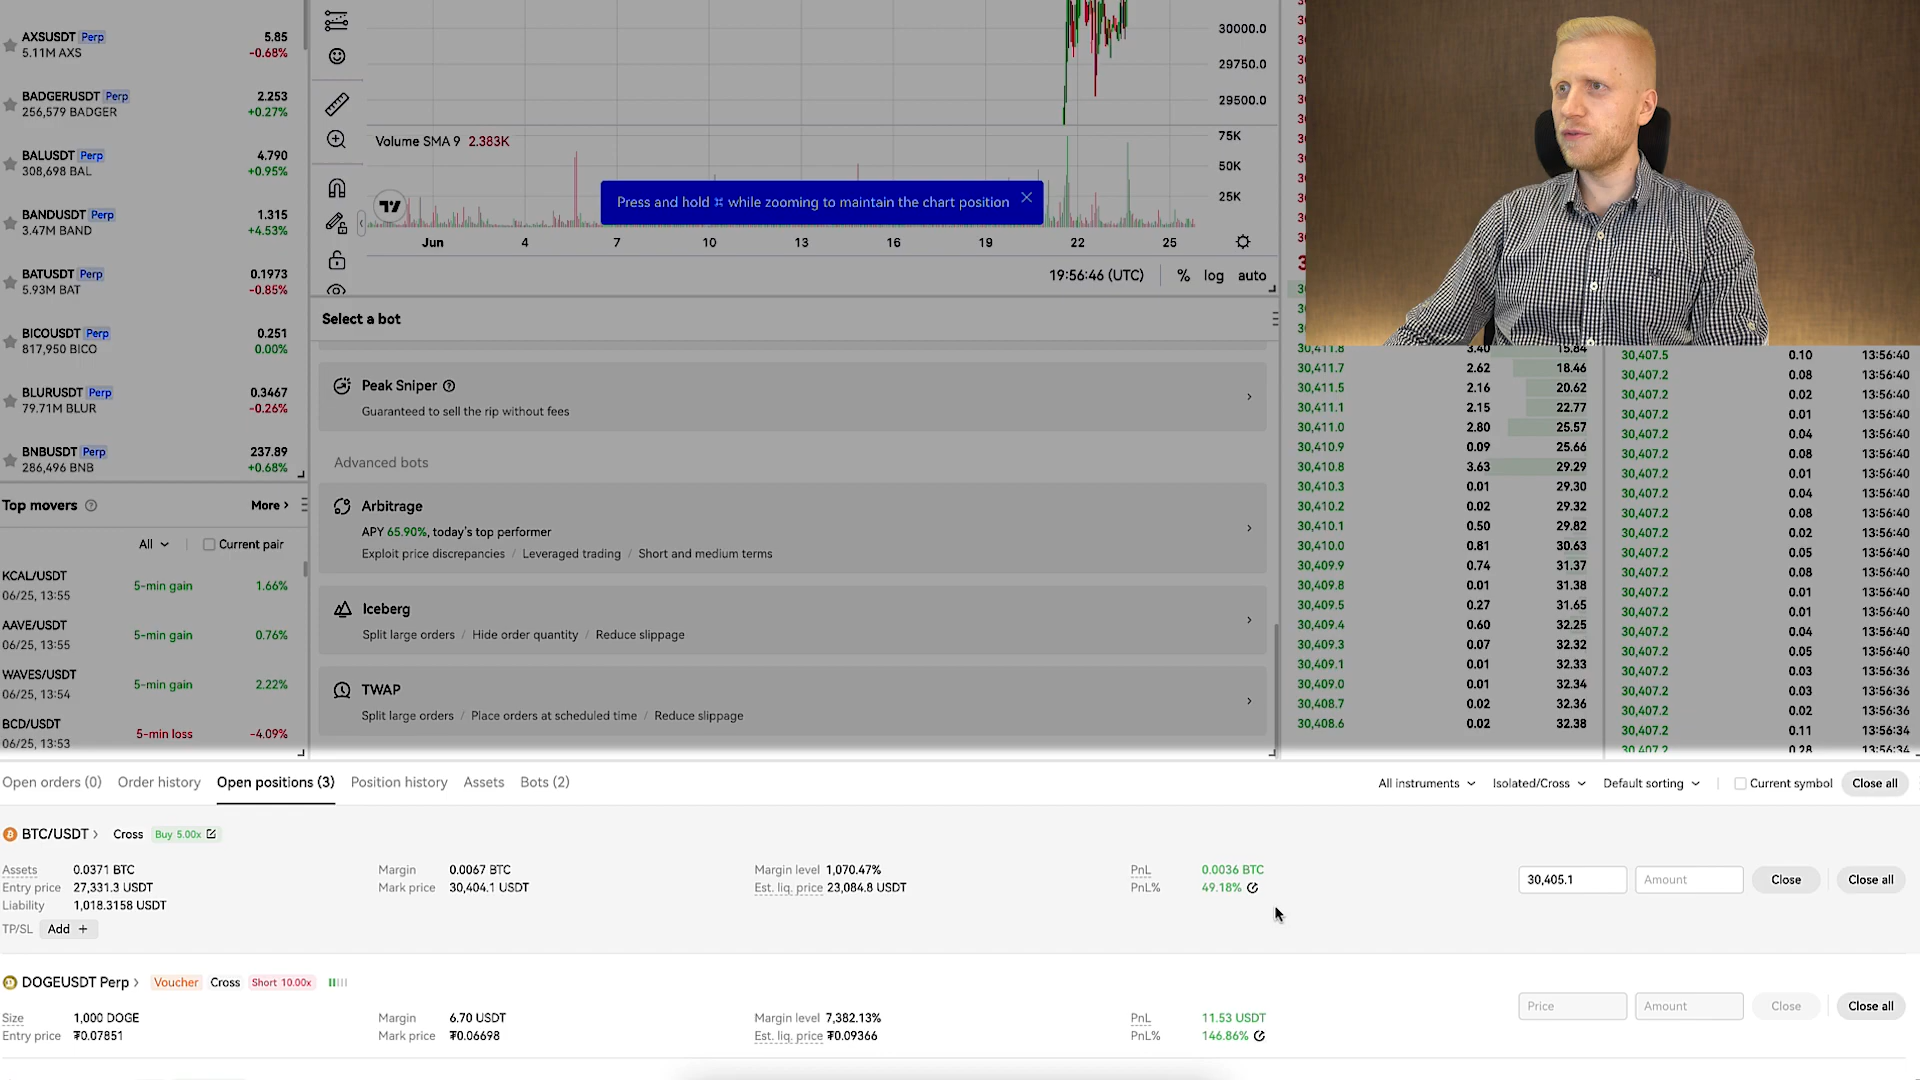 AXSUSDT Perp 5.85
5.11M AXS -0.68%
BADGERUSDT Perp 2.253
256,579 BADGER +0.27%
BALUSDT Perp 4.790
308,698 BAL +0.95%
BANDUSDT Perp 1.315
3.47M BAND +4.53%
BATUSDT Perp 0.1973
5.93M BAT -0.85%
BICOUSDT Perp 0.251
817,950 BICO 0.00%
BLURUSDT Perp 0.3467
79.71M BLUR -0.26%
BNBUSDT Perp 237.89
286,496 BNB +0.68%
Top movers More >
All Current pair
KCAL/USDT 5-min gain 1.66%
06/25, 13:55
AAVE/USDT 5-min gain 0.76%
06/25, 13:55
WAVES/USDT 5-min gain 2.22%
06/25, 13:54
BCD/USDT 5-min loss -4.09%
06/25, 13:53
30000.0
29750.0
29500.0
Volume SMA 9 2.383K
75K
50K
25K
Press and hold ⌘ while zooming to maintain the chart position
Jun 4 7 10 13 16 19 22 25
19:56:46 (UTC) % log auto
Select a bot
Peak Sniper
Guaranteed to sell the rip without fees
Advanced bots
Arbitrage
APY 65.90%, today's top performer
Exploit price discrepancies / Leveraged trading / Short and medium terms
Iceberg
Split large orders / Hide order quantity / Reduce slippage
TWAP
Split large orders / Place orders at scheduled time / Reduce slippage
30,411.8 3.40 15.84
30,411.7 2.62 18.46
30,411.5 2.16 20.62
30,411.1 2.15 22.77
30,411.0 2.80 25.57
30,410.9 0.09 25.66
30,410.8 3.63 29.29
30,410.3 0.01 29.30
30,410.2 0.02 29.32
30,410.1 0.50 29.82
30,410.0 0.81 30.63
30,409.9 0.74 31.37
30,409.8 0.01 31.38
30,409.5 0.27 31.65
30,409.4 0.60 32.25
30,409.3 0.07 32.32
30,409.1 0.01 32.33
30,409.0 0.01 32.34
30,408.7 0.02 32.36
30,408.6 0.02 32.38
30,407.5 0.10 13:56:40
30,407.2 0.08 13:56:40
30,407.2 0.02 13:56:40
30,407.2 0.01 13:56:40
30,407.2 0.04 13:56:40
30,407.2 0.08 13:56:40
30,407.2 0.01 13:56:40
30,407.2 0.04 13:56:40
30,407.2 0.08 13:56:40
30,407.2 0.02 13:56:40
30,407.2 0.05 13:56:40
30,407.2 0.08 13:56:40
30,407.2 0.01 13:56:40
30,407.2 0.01 13:56:40
30,407.2 0.04 13:56:40
30,407.2 0.05 13:56:40
30,407.2 0.03 13:56:36
30,407.2 0.03 13:56:36
30,407.2 0.02 13:56:36
30,407.2 0.11 13:56:34
30,407.2 0.28 13:56:34
Open orders (0) Order history Open positions (3) Position history Assets Bots (2)
All instruments Isolated/Cross Default sorting Current symbol Close all
BTC/USDT > Cross Buy 5.00x
Assets 0.0371 BTC Margin 0.0067 BTC Margin level 1,070.47% PnL 0.0036 BTC
Entry price 27,331.3 USDT Mark price 30,404.1 USDT Est. liq. price 23,084.8 USDT PnL% 49.18%
30,405.1 Amount Close Close all
Liability 1,018.3158 USDT
TP/SL Add +
DOGEUSDT Perp > Voucher Cross Short 10.00x
Size 1,000 DOGE Margin 6.70 USDT Margin level 7,382.13% PnL 11.53 USDT
Entry price ₮0.07851 Mark price ₮0.06698 Est. liq. price ₮0.09366 PnL% 146.86%
Price Amount Close Close all